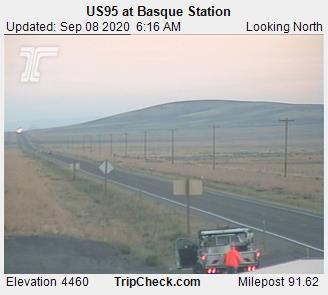 US95 at Basque Station
Updated: Sep 08 2020 6:16 AM Looking North
Elevation 4460 TripCheck.com Milepost 91.62